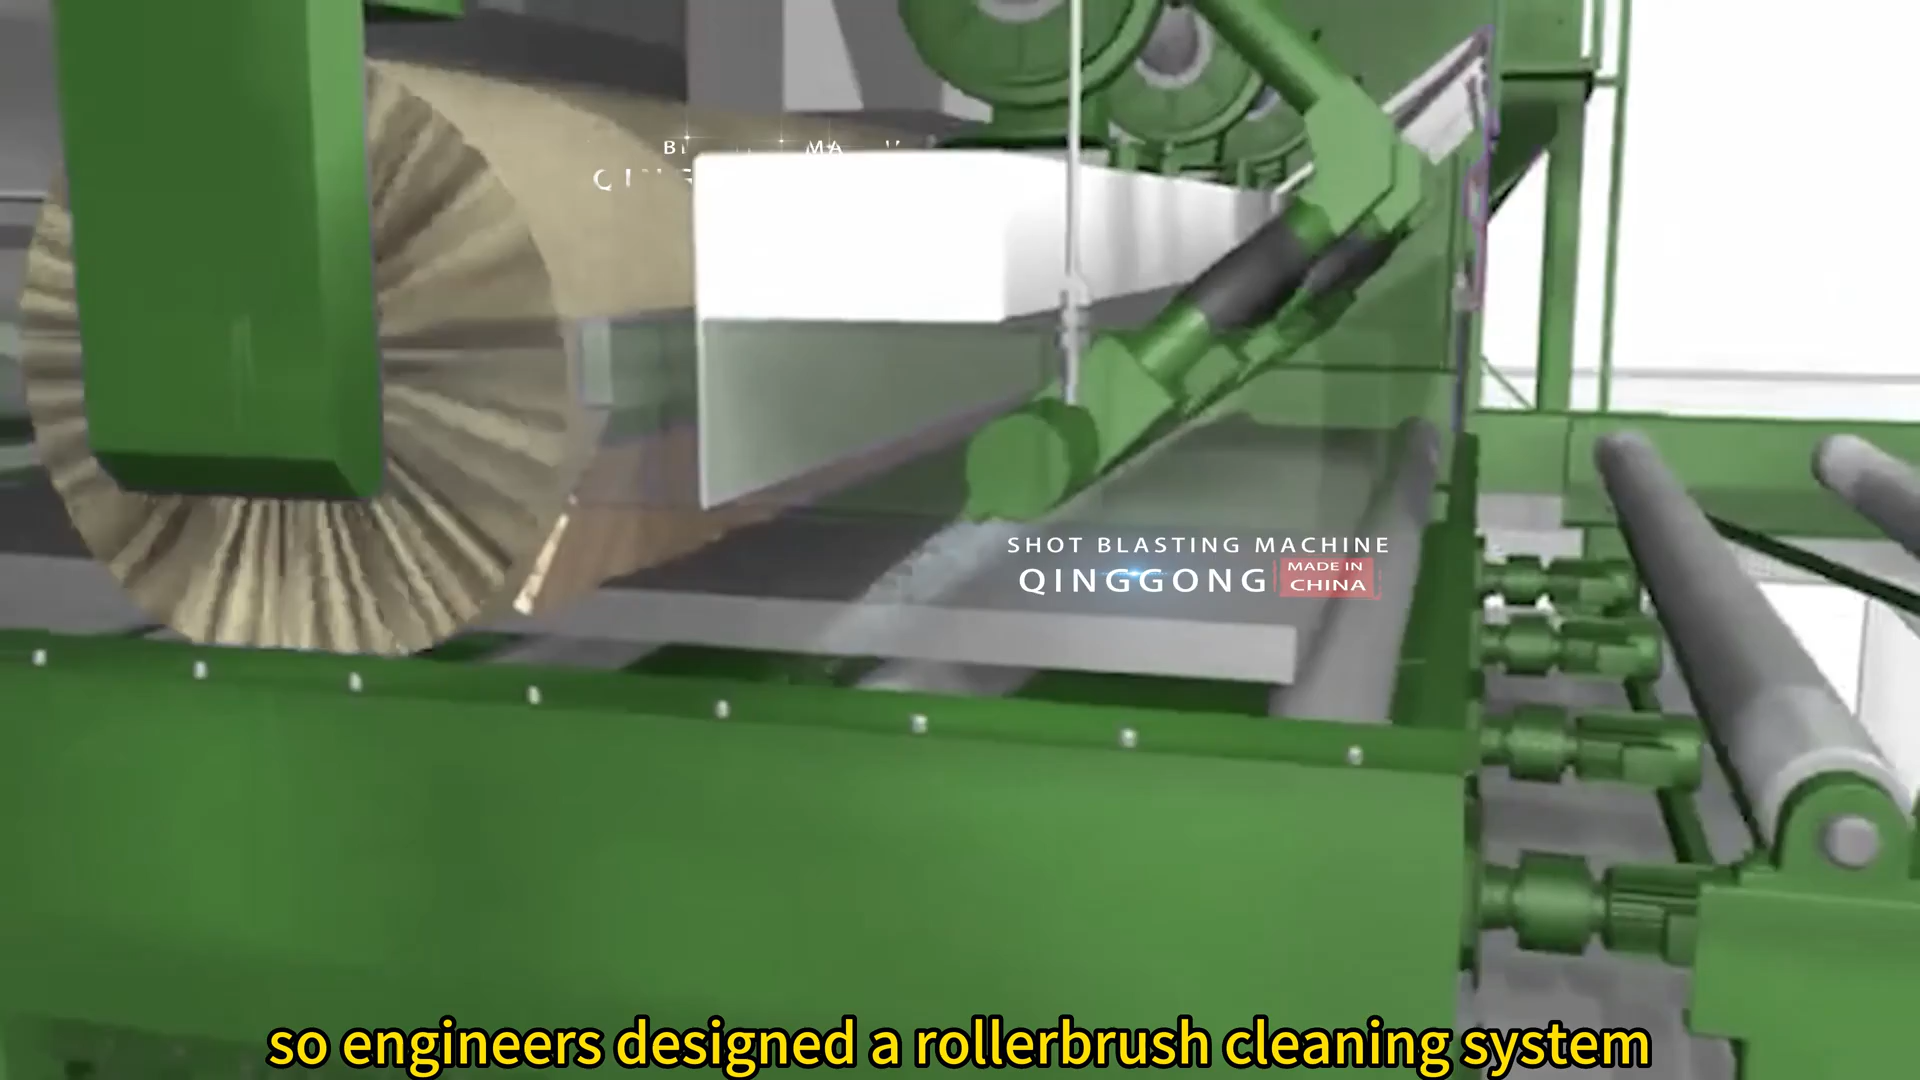 SHOT BLASTING MACHINE
QINGGONG
MADE IN
CHINA
so engineers designed a rollerbrush cleaning system